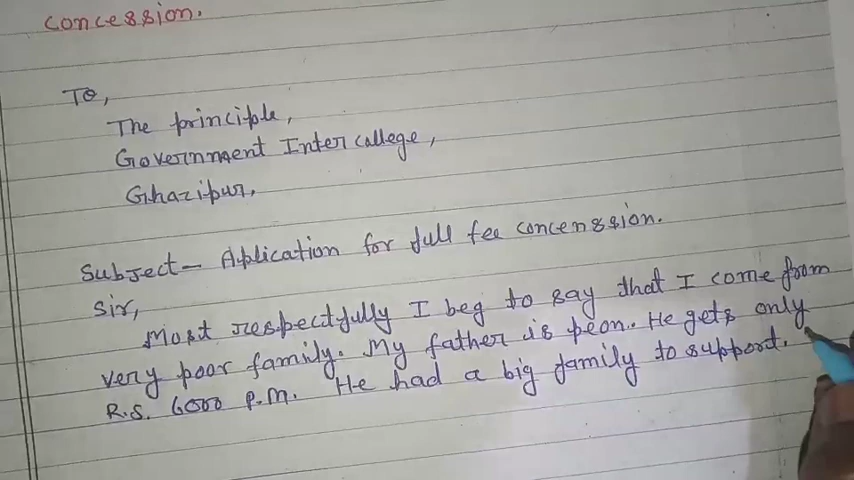 concession.
To,
The principle,
Government Inter college,
Ghazipur.
Subject- Application for full fee concenssion.
Sir,
Most respectfully I beg to say that I come from
very poor family. My father is peon. He gets only
R.S. 6000 P.M. He had a big family to support.